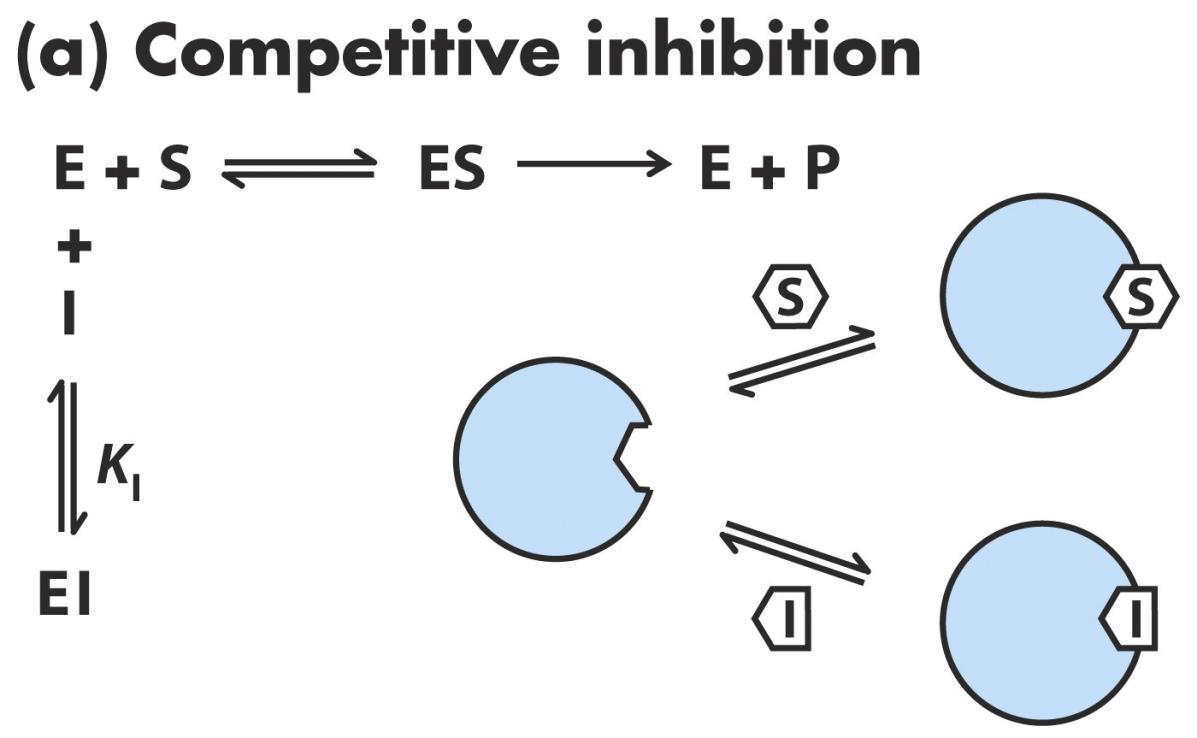 (a) Competitive inhibition
E + S ⇌ ES ⟶ E + P
+
I
K_I
EI
S
S
I
I